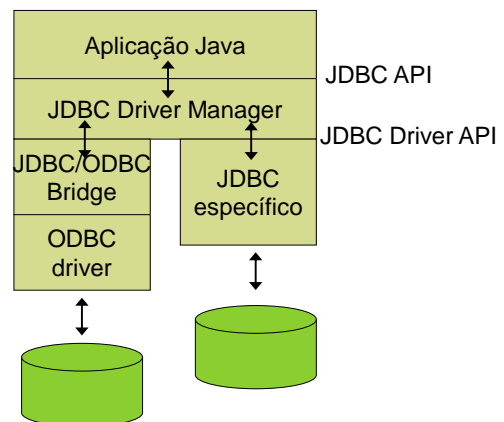 Aplicação Java
JDBC API
JDBC Driver Manager
JDBC Driver API
JDBC/ODBC
Bridge
JDBC
específico
ODBC
driver